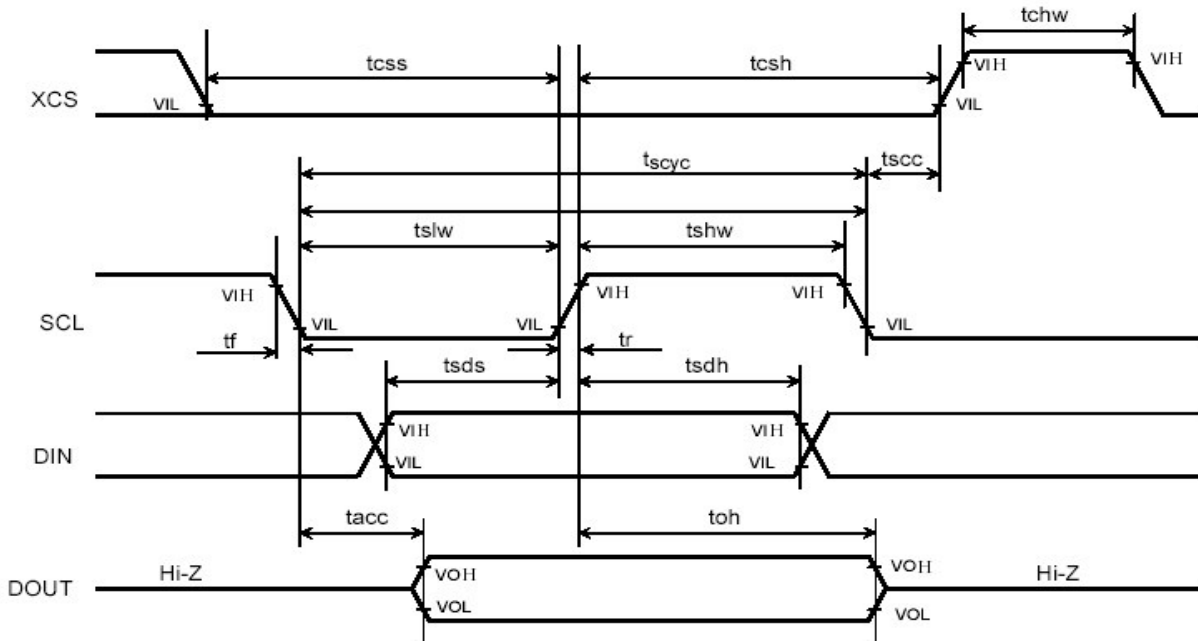 tchw
tcss
tcsh
VIH
VIH
XCS
VIL
VIL
tscyc
tscc
tslw
tshw
VIH
VIH
VIH
SCL
VIL
VIL
VIL
tf
tr
tsds
tsdh
VIH
VIH
DIN
VIL
VIL
tacc
toh
Hi-Z
VOH
VOH
Hi-Z
DOUT
VOL
VOL